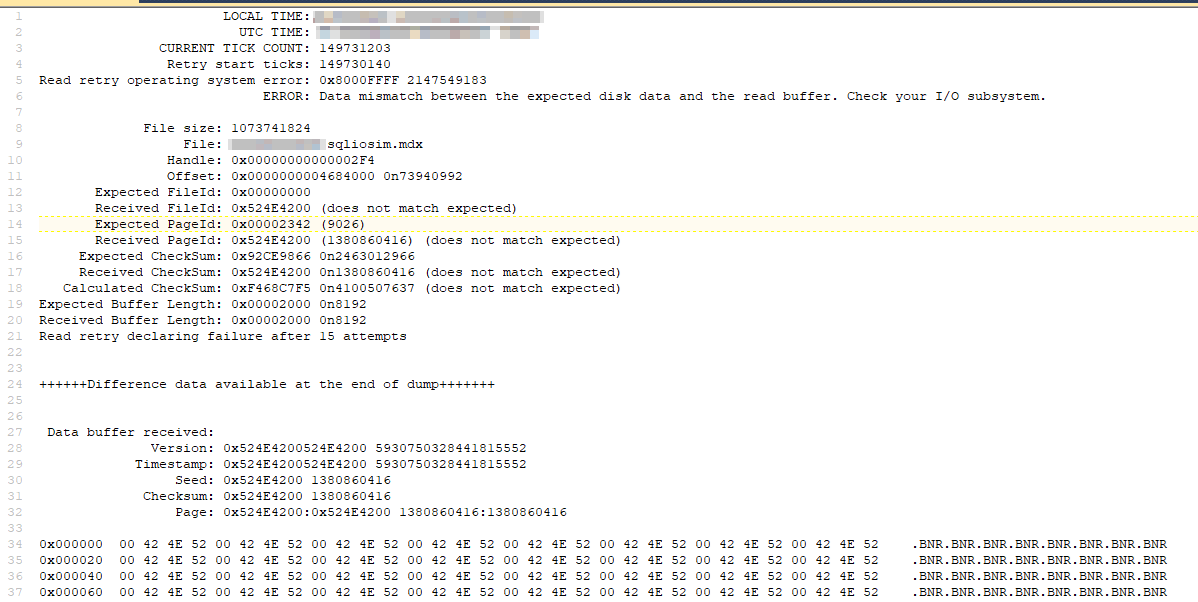 1 LOCAL TIME:
2 UTC TIME:
3 CURRENT TICK COUNT: 149731203
4 Retry start ticks: 149730140
5 Read retry operating system error: 0x8000FFFF 2147549183
6 ERROR: Data mismatch between the expected disk data and the read buffer. Check your I/O subsystem.
7
8 File size: 1073741824
9 File: sqliosim.mdx
10 Handle: 0x00000000000002F4
11 Offset: 0x0000000004684000 0n73940992
12 Expected FileId: 0x00000000
13 Received FileId: 0x524E4200 (does not match expected)
14 Expected PageId: 0x00002342 (9026)
15 Received PageId: 0x524E4200 (1380860416) (does not match expected)
16 Expected CheckSum: 0x92CE9866 0n2463012966
17 Received CheckSum: 0x524E4200 0n1380860416 (does not match expected)
18 Calculated CheckSum: 0xF468C7F5 0n4100507637 (does not match expected)
19 Expected Buffer Length: 0x00002000 0n8192
20 Received Buffer Length: 0x00002000 0n8192
21 Read retry declaring failure after 15 attempts
22
23
24 ++++++Difference data available at the end of dump+++++++
25
26
27 Data buffer received:
28 Version: 0x524E4200524E4200 5930750328441815552
29 Timestamp: 0x524E4200524E4200 5930750328441815552
30 Seed: 0x524E4200 1380860416
31 Checksum: 0x524E4200 1380860416
32 Page: 0x524E4200:0x524E4200 1380860416:1380860416
33
34 0x000000 00 42 4E 52 00 42 4E 52 00 42 4E 52 00 42 4E 52 00 42 4E 52 00 42 4E 52 00 42 4E 52 00 42 4E 52 .BNR.BNR.BNR.BNR.BNR.BNR.BNR.BNR
35 0x000020 00 42 4E 52 00 42 4E 52 00 42 4E 52 00 42 4E 52 00 42 4E 52 00 42 4E 52 00 42 4E 52 00 42 4E 52 .BNR.BNR.BNR.BNR.BNR.BNR.BNR.BNR
36 0x000040 00 42 4E 52 00 42 4E 52 00 42 4E 52 00 42 4E 52 00 42 4E 52 00 42 4E 52 00 42 4E 52 00 42 4E 52 .BNR.BNR.BNR.BNR.BNR.BNR.BNR.BNR
37 0x000060 00 42 4E 52 00 42 4E 52 00 42 4E 52 00 42 4E 52 00 42 4E 52 00 42 4E 52 00 42 4E 52 00 42 4E 52 .BNR.BNR.BNR.BNR.BNR.BNR.BNR.BNR